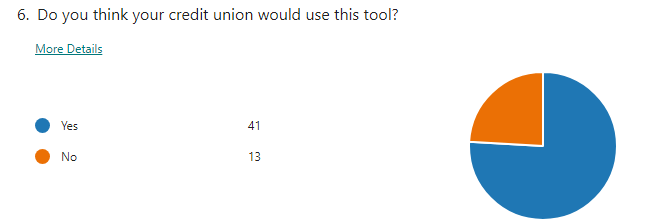 6. Do you think your credit union would use this tool?
More Details
Yes 41
No 13